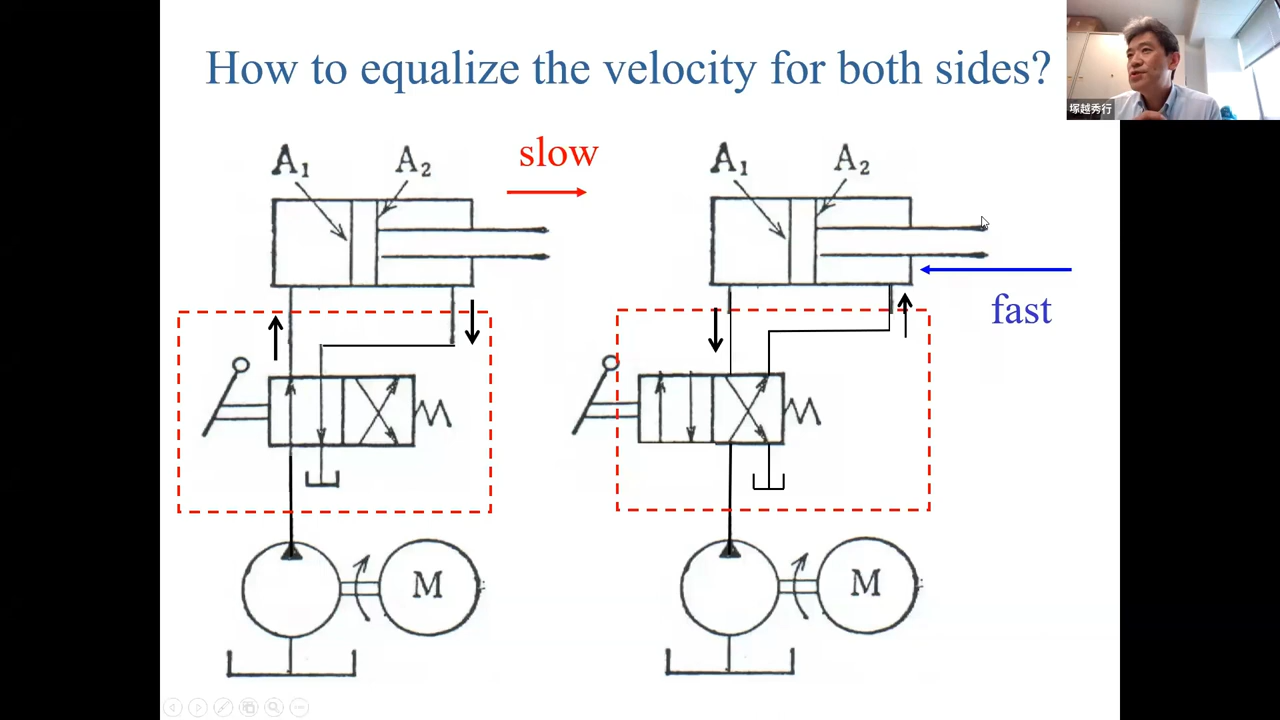 How to equalize the velocity for both sides?
塚越秀行
A₁
A₂
slow
A₁
A₂
fast
M
M